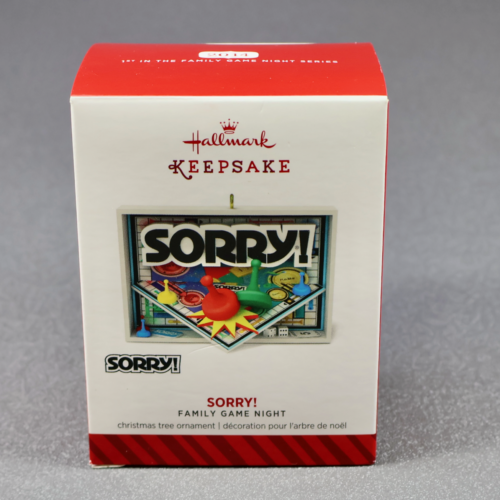 2014
1ST IN THE FAMILY GAME NIGHT SERIES
Hallmark
KEEPSAKE
SORRY!
SORRY!
SORRY!
SORRY!
FAMILY GAME NIGHT
christmas tree ornament | décoration pour l'arbre de noël